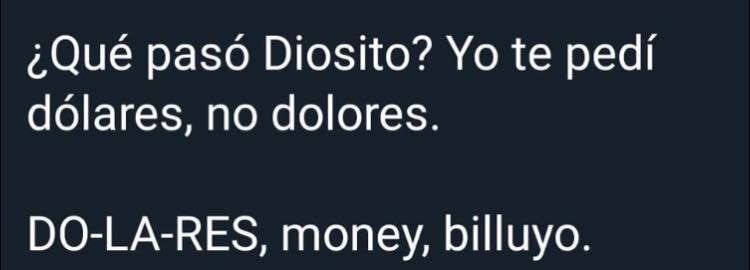 ¿Qué pasó Diosito? Yo te pedí
dólares, no dolores.
DO-LA-RES, money, billuyo.